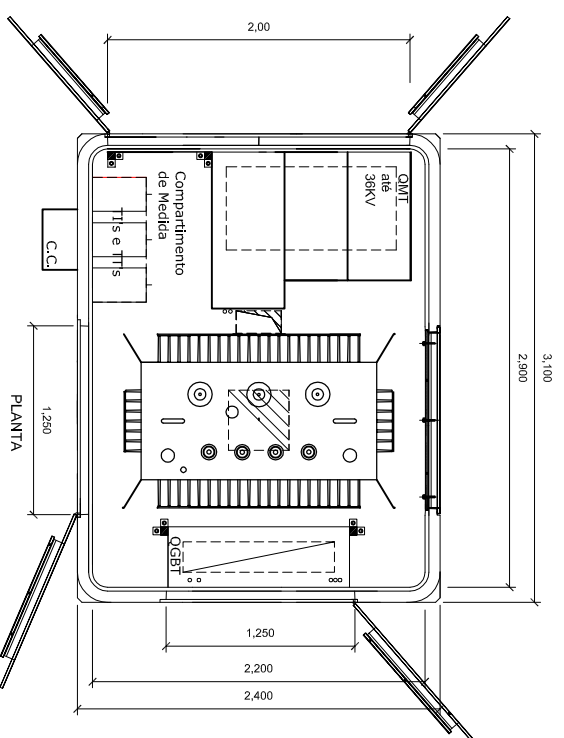 2,00
QMT
até
36KV
Compartimento
de Medida
TI's e TT's
C.C.
3,100
2,900
1,250
PLANTA
QGBT
1,250
2,200
2,400